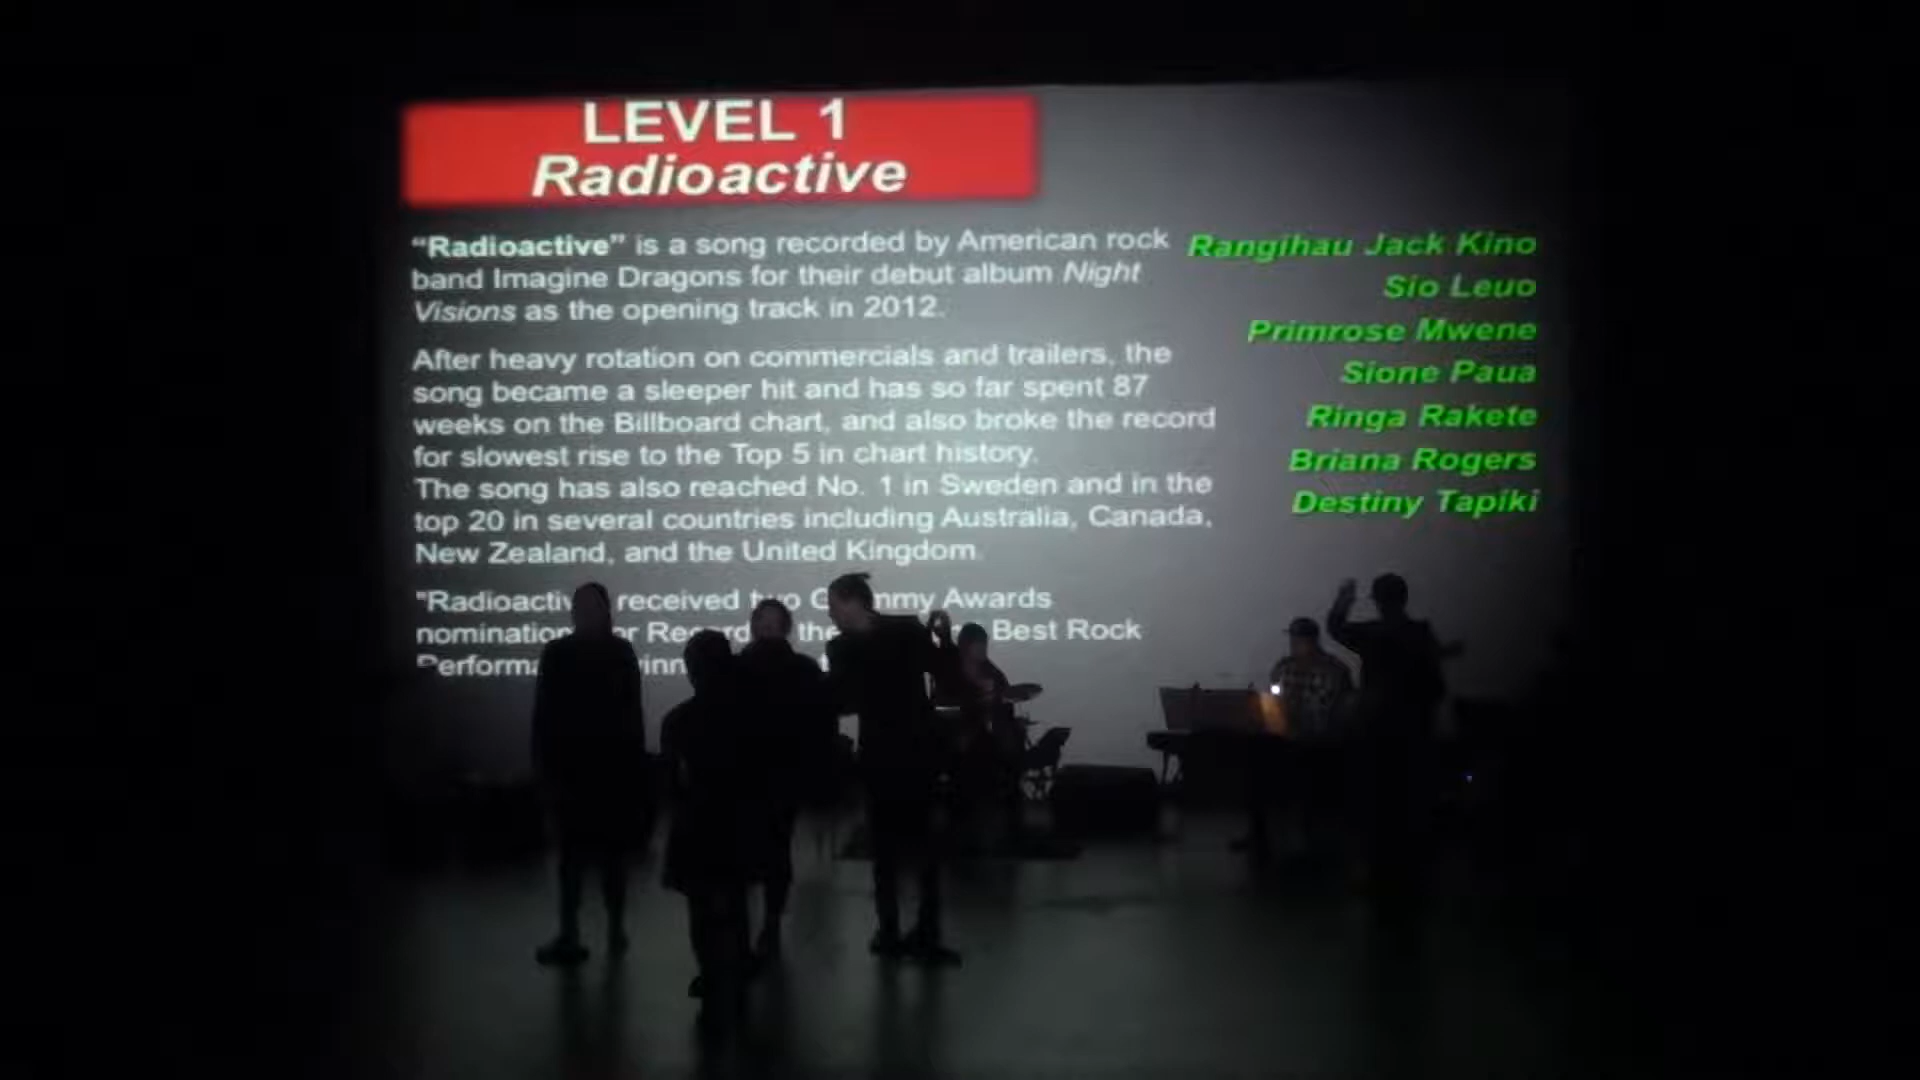 LEVEL 1
Radioactive
“Radioactive” is a song recorded by American rock
band Imagine Dragons for their debut album Night
Visions as the opening track in 2012.
After heavy rotation on commercials and trailers, the
song became a sleeper hit and has so far spent 87
weeks on the Billboard chart, and also broke the record
for slowest rise to the Top 5 in chart history.
The song has also reached No. 1 in Sweden and in the
top 20 in several countries including Australia, Canada,
New Zealand, and the United Kingdom.
received Awards
Best Rock
Rangihau Jack Kino
Sio Leuo
Primrose Mwene
Sione Paua
Ringa Rakete
Briana Rogers
Destiny Tapiki